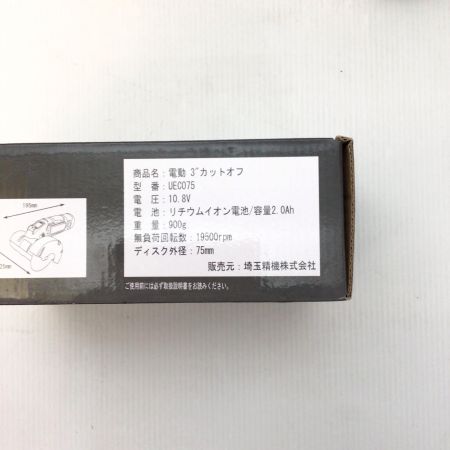 商品名：電動 3"カットオフ
型　番：UECO75
電　圧：10.8V
電　池：リチウムイオン電池/容量2.0Ah
重　量：900g
無負荷回転数：19500rpm
ディスク外径：75mm
販売元：埼玉精機株式会社
ご使用前には必ず取扱説明書をお読みください。
195mm
25mm